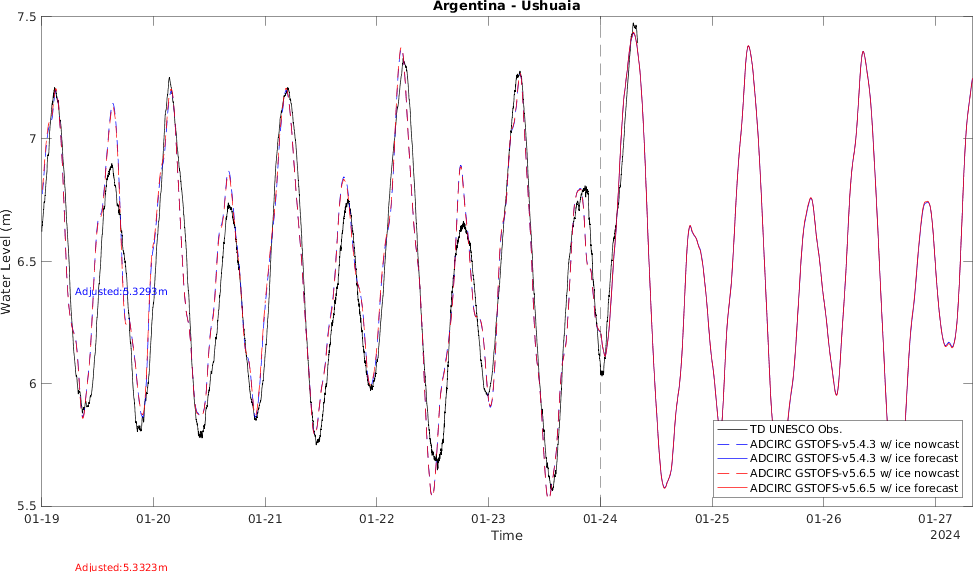 Argentina - Ushuaia
Water Level (m)
7.5
7
6.5
6
5.5
Adjusted:5.3293m
TD UNESCO Obs.
ADCIRC GSTOFS-v5.4.3 w/ ice nowcast
ADCIRC GSTOFS-v5.4.3 w/ ice forecast
ADCIRC GSTOFS-v5.6.5 w/ ice nowcast
ADCIRC GSTOFS-v5.6.5 w/ ice forecast
01-19 01-20 01-21 01-22 01-23 01-24 01-25 01-26 01-27
Time
2024
Adjusted:5.3323m